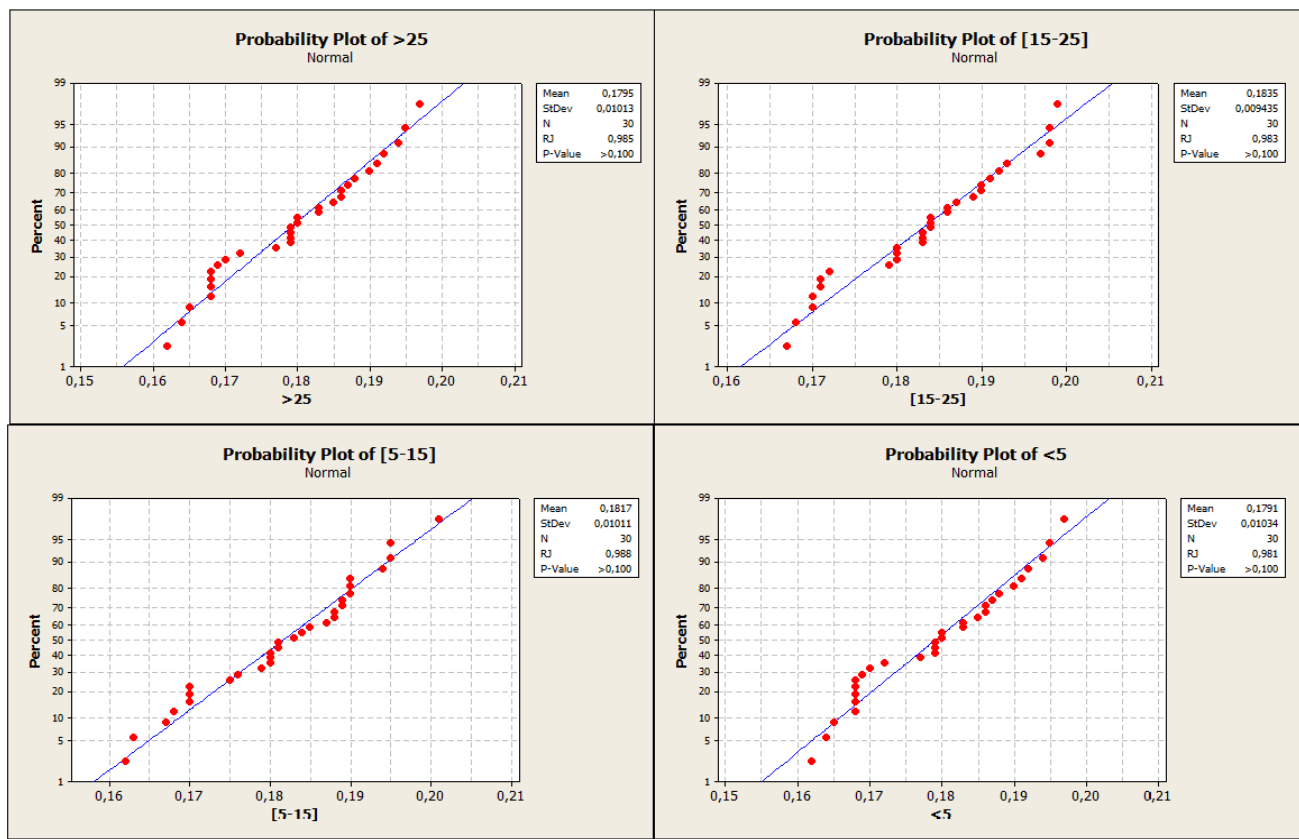 Probability Plot of >25
Normal
99
95
90
80
70
60
50
40
30
20
10
5
1
Percent
0,15 0,16 0,17 0,18 0,19 0,20 0,21
>25
Mean 0,1795
StDev 0,01013
N 30
RJ 0,985
P-Value >0,100
Probability Plot of [15-25]
Normal
99
95
90
80
70
60
50
40
30
20
10
5
1
Percent
0,16 0,17 0,18 0,19 0,20 0,21
[15-25]
Mean 0,1835
StDev 0,009435
N 30
RJ 0,983
P-Value >0,100
Probability Plot of [5-15]
Normal
99
95
90
80
70
60
50
40
30
20
10
5
1
Percent
0,16 0,17 0,18 0,19 0,20 0,21
[5-15]
Mean 0,1817
StDev 0,01011
N 30
RJ 0,988
P-Value >0,100
Probability Plot of <5
Normal
99
95
90
80
70
60
50
40
30
20
10
5
1
Percent
0,15 0,16 0,17 0,18 0,19 0,20 0,21
<5
Mean 0,1791
StDev 0,01034
N 30
RJ 0,981
P-Value >0,100